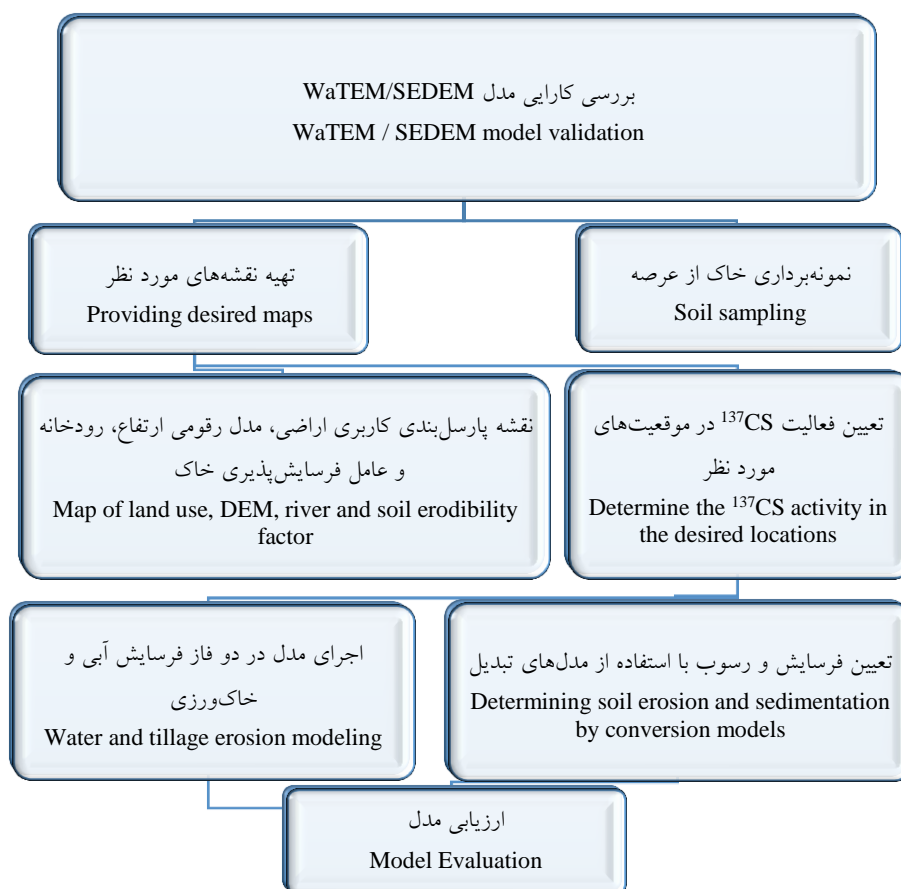 بررسی کارایی مدل WaTEM/SEDEM
WaTEM / SEDEM model validation
تهیه نقشه‌های مورد نظر
Providing desired maps
نمونه‌برداری خاک از عرصه
Soil sampling
نقشه پارسل‌بندی کاربری اراضی، مدل رقومی ارتفاع، رودخانه
و عامل فرسایش‌پذیری خاک
Map of land use, DEM, river and soil erodibility
factor
تعیین فعالیت ¹³⁷CS در موقعیت‌های
مورد نظر
Determine the ¹³⁷CS activity in
the desired locations
اجرای مدل در دو فاز فرسایش آبی و
خاک‌ورزی
Water and tillage erosion modeling
تعیین فرسایش و رسوب با استفاده از مدل‌های تبدیل
Determining soil erosion and sedimentation
by conversion models
ارزیابی مدل
Model Evaluation